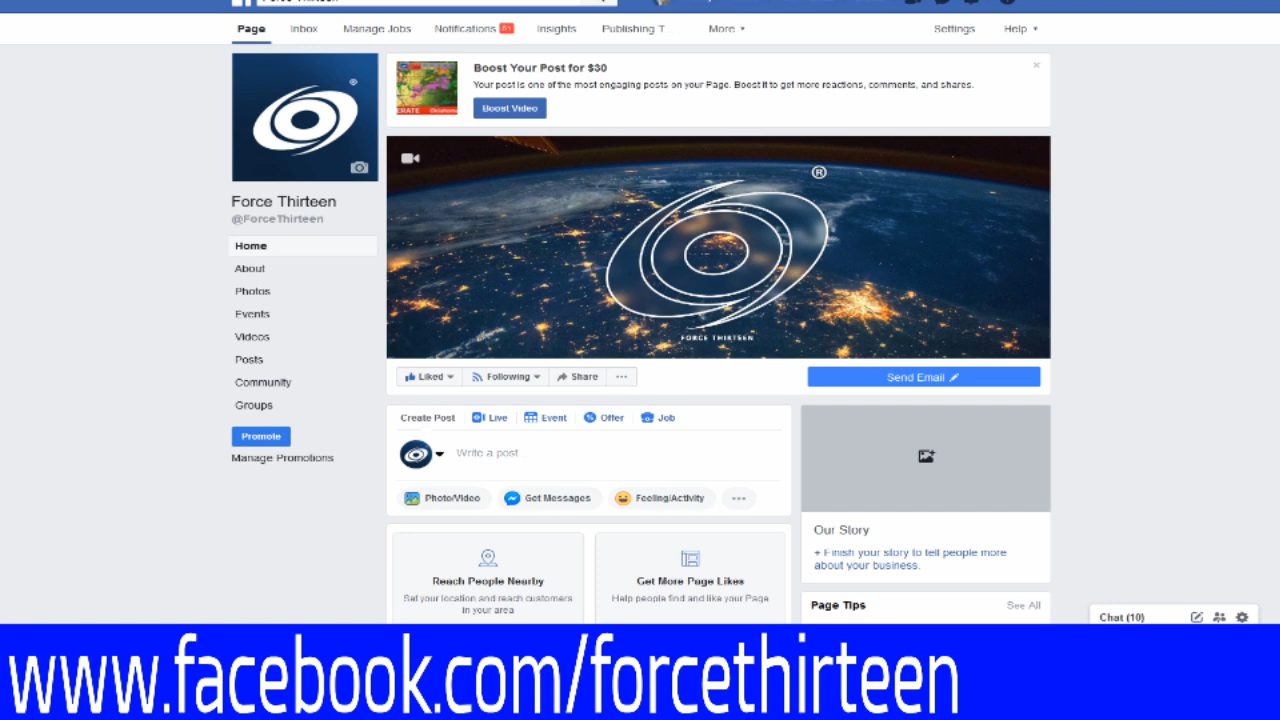 Page Inbox Manage Jobs Notifications 61 Insights Publishing T... More Settings Help
Boost Your Post for $30
Your post is one of the most engaging posts on your Page. Boost it to get more reactions, comments, and shares.
Boost Video
®
Force Thirteen
@ForceThirteen
Home
About
Photos
Events
Videos
Posts
Community
Groups
Promote
Manage Promotions
®
FORCE THIRTEEN
Liked Following Share ...
Send Email
Create Post Live Event Offer Job
Write a post
Photo/Video Get Messages Feeling/Activity ...
Reach People Nearby
Set your location and reach customers
in your area
Get More Page Likes
Help people find and like your Page
Our Story
+ Finish your story to tell people more
about your business.
Page Tips See All
Chat (10)
www.facebook.com/forcethirteen